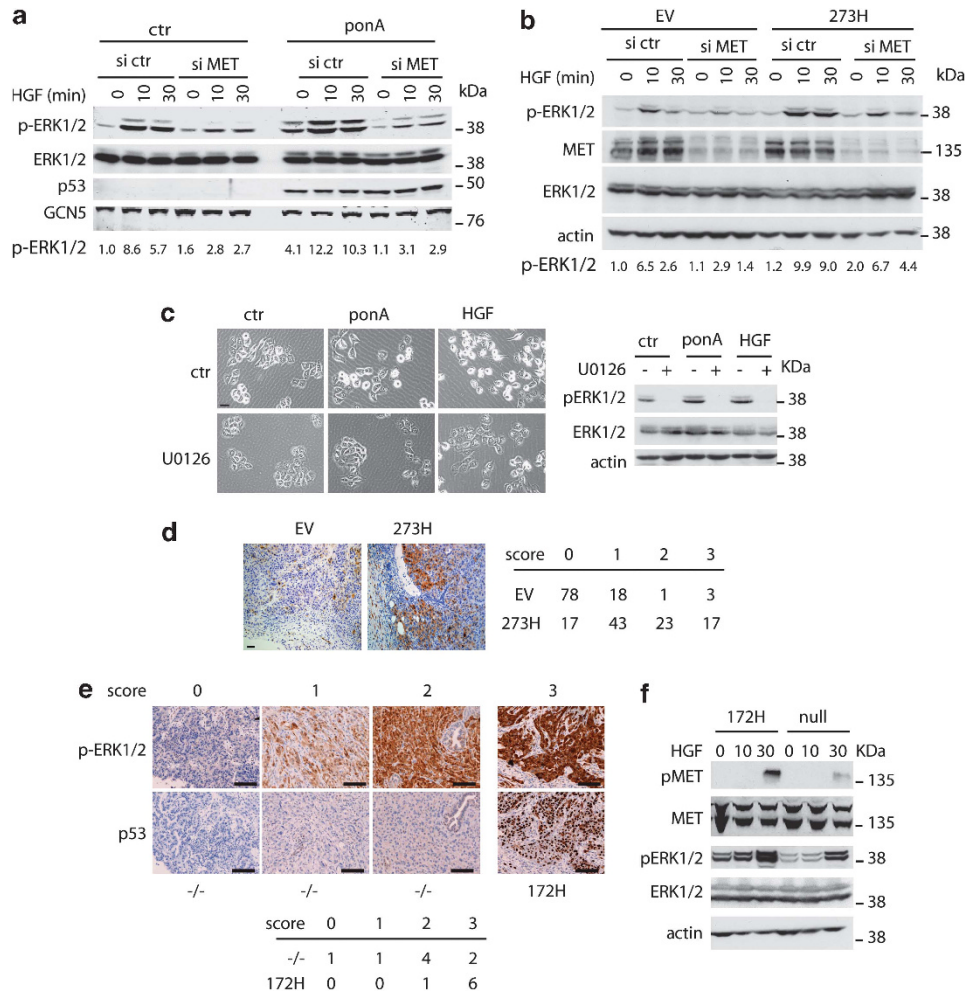 a
ctr ponA
si ctr si MET si ctr si MET
HGF (min) 0 10 30 0 10 30 0 10 30 0 10 30 kDa
p-ERK1/2 38
ERK1/2 38
p53 50
GCN5 76
p-ERK1/2 1.0 8.6 5.7 1.6 2.8 2.7 4.1 12.2 10.3 1.1 3.1 2.9
b
EV 273H
si ctr si MET si ctr si MET
HGF (min) 0 10 30 0 10 30 0 10 30 0 10 30 kDa
p-ERK1/2 38
MET 135
ERK1/2 38
actin 38
p-ERK1/2 1.0 6.5 2.6 1.1 2.9 1.4 1.2 9.9 9.0 2.0 6.7 4.4
c
ctr ponA HGF
ctr
U0126
ctr ponA HGF
U0126 - + - + - + KDa
pERK1/2 38
ERK1/2 38
actin 38
d
EV 273H
score 0 1 2 3
EV 78 18 1 3
273H 17 43 23 17
e
score 0 1 2 3
p-ERK1/2
p53
-/- -/- -/- 172H
score 0 1 2 3
-/- 1 1 4 2
172H 0 0 1 6
f
172H null
HGF 0 10 30 0 10 30 KDa
pMET 135
MET 135
pERK1/2 38
ERK1/2 38
actin 38